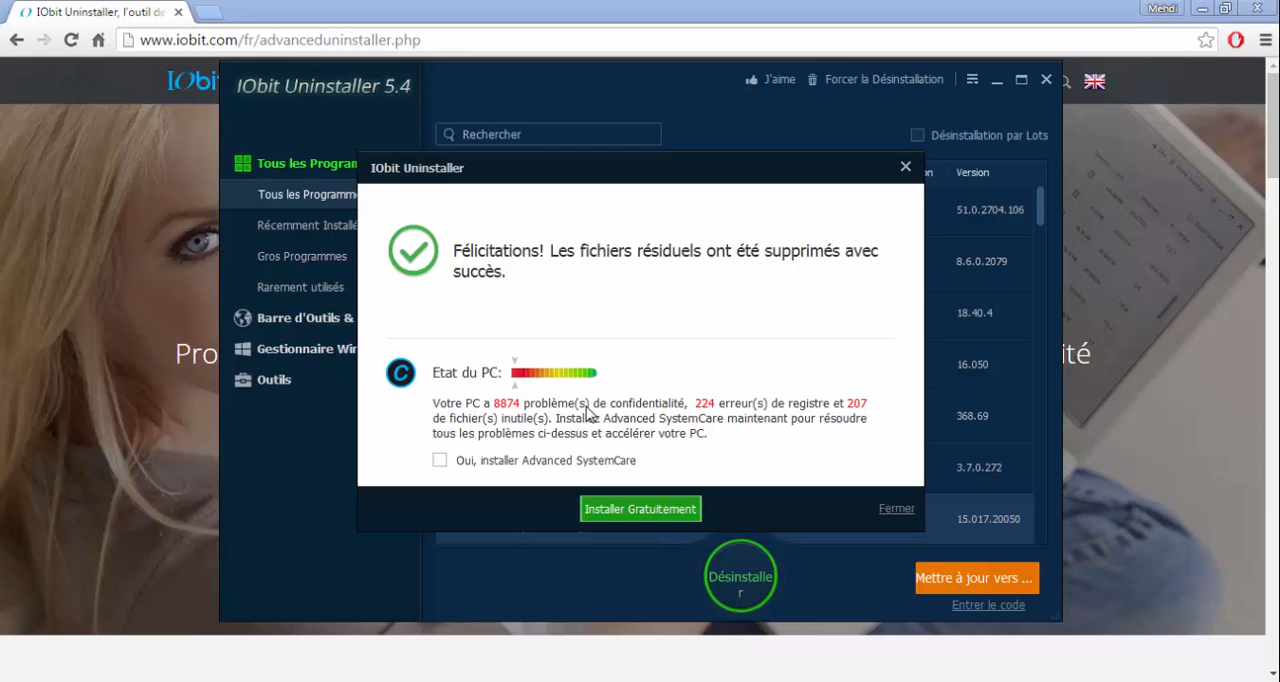 IObit Uninstaller, l'outil de
Mehdi
www.iobit.com/fr/advanceduninstaller.php
IObit
IObit Uninstaller 5.4
J'aime
Forcer la Désinstallation
Rechercher
Désinstallation par Lots
Tous les Program
IObit Uninstaller
on
Version
Tous les Programme
51.0.2704.106
Récemment Installé
Félicitations! Les fichiers résiduels ont été supprimés avec
succès.
Gros Programmes
8.6.0.2079
Rarement utilisés
Barre d'Outils &
18.40.4
Gestionnaire Wi
Pro
ité
Outils
Etat du PC:
16.050
Votre PC a 8874 problème(s) de confidentialité, 224 erreur(s) de registre et 207
de fichier(s) inutile(s). Installez Advanced SystemCare maintenant pour résoudre
tous les problèmes ci-dessus et accélérer votre PC.
368.69
Oui, installer Advanced SystemCare
3.7.0.272
Installer Gratuitement
Fermer
15.017.20050
Désinstalle
r
Mettre à jour vers ...
Entrer le code